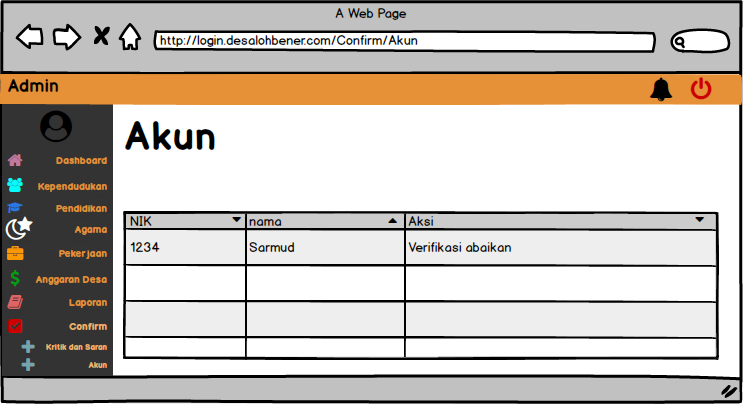 A Web Page
http://login.desalohbener.com/Confirm/Akun
Admin
Dashboard
Kependudukan
Pendidikan
Agama
Pekerjaan
Anggaran Desa
Laporan
Confirm
Kritik dan Saran
Akun
Akun
NIK nama Aksi
1234 Sarmud Verifikasi abaikan